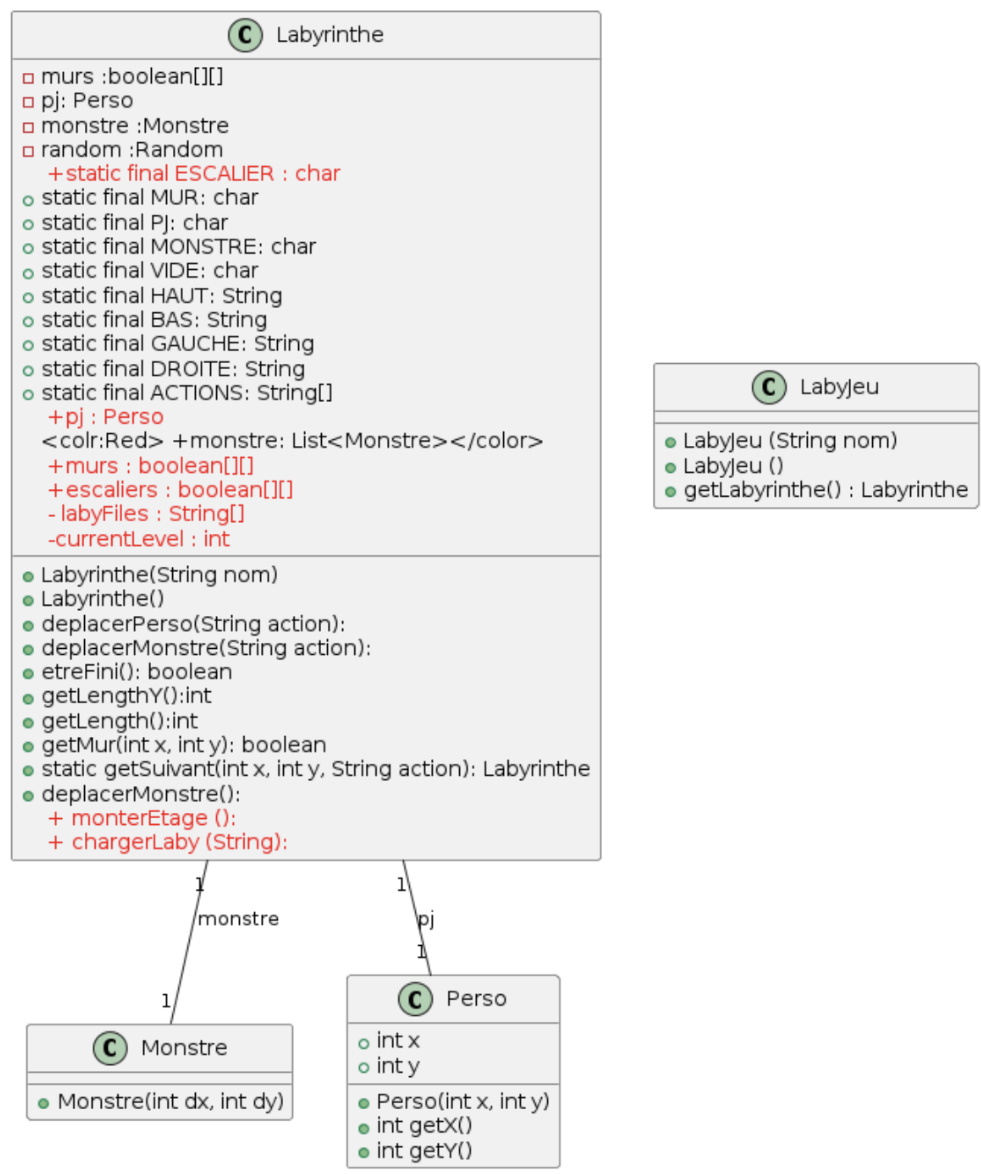 C Labyrinthe
murs :boolean[][]
pj: Perso
monstre :Monstre
random :Random
+static final ESCALIER : char
static final MUR: char
static final PJ: char
static final MONSTRE: char
static final VIDE: char
static final HAUT: String
static final BAS: String
static final GAUCHE: String
static final DROITE: String
static final ACTIONS: String[]
+pj : Perso
<colr:Red> +monstre: List<Monstre></color>
+murs : boolean[][]
+escaliers : boolean[][]
- labyFiles : String[]
-currentLevel : int
Labyrinthe(String nom)
Labyrinthe()
deplacerPerso(String action):
deplacerMonstre(String action):
etreFini(): boolean
getLengthY():int
getLength():int
getMur(int x, int y): boolean
static getSuivant(int x, int y, String action): Labyrinthe
deplacerMonstre():
+ monterEtage ():
+ chargerLaby (String):
C LabyJeu
LabyJeu (String nom)
LabyJeu ()
getLabyrinthe() : Labyrinthe
1
monstre
1
1
pj
1
C Monstre
Monstre(int dx, int dy)
C Perso
int x
int y
Perso(int x, int y)
int getX()
int getY()